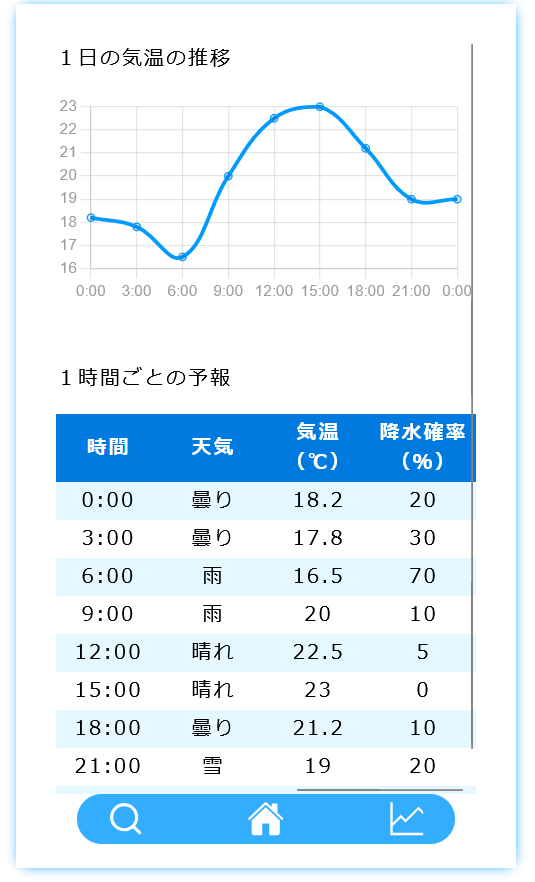 １日の気温の推移
23
22
21
20
19
18
17
16
0:00 3:00 6:00 9:00 12:00 15:00 18:00 21:00 0:00
１時間ごとの予報
時間 天気 気温（℃） 降水確率（%）
0:00 曇り 18.2 20
3:00 曇り 17.8 30
6:00 雨 16.5 70
9:00 雨 20 10
12:00 晴れ 22.5 5
15:00 晴れ 23 0
18:00 曇り 21.2 10
21:00 雪 19 20